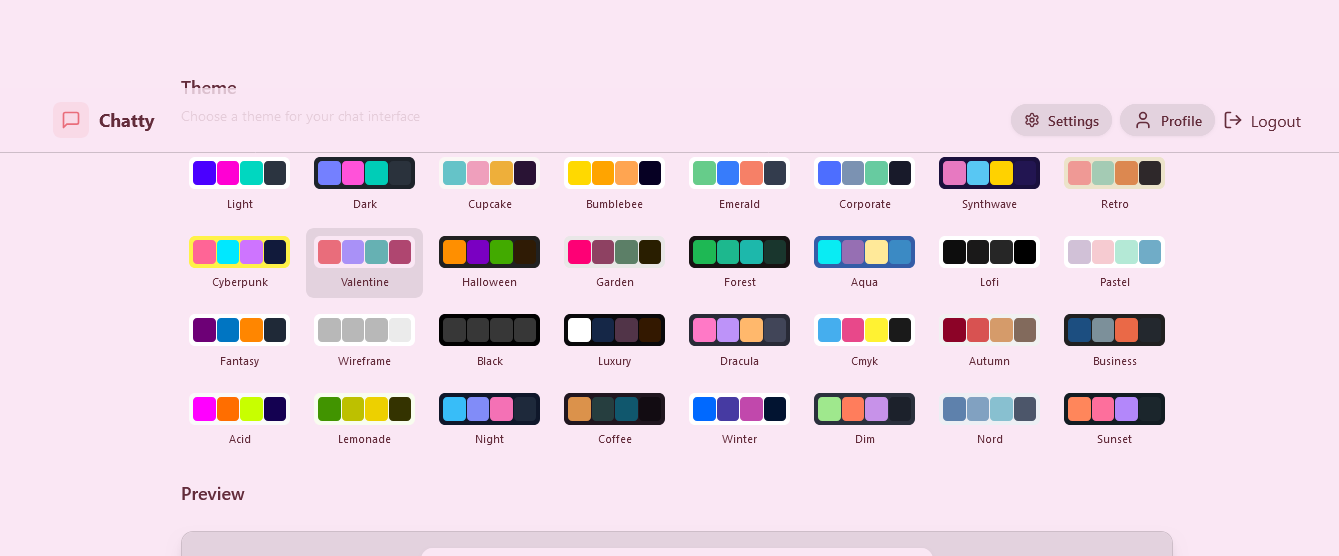 Theme
Chatty
Choose a theme for your chat interface
Settings
Profile
Logout
Light
Dark
Cupcake
Bumblebee
Emerald
Corporate
Synthwave
Retro
Cyberpunk
Valentine
Halloween
Garden
Forest
Aqua
Lofi
Pastel
Fantasy
Wireframe
Black
Luxury
Dracula
Cmyk
Autumn
Business
Acid
Lemonade
Night
Coffee
Winter
Dim
Nord
Sunset
Preview